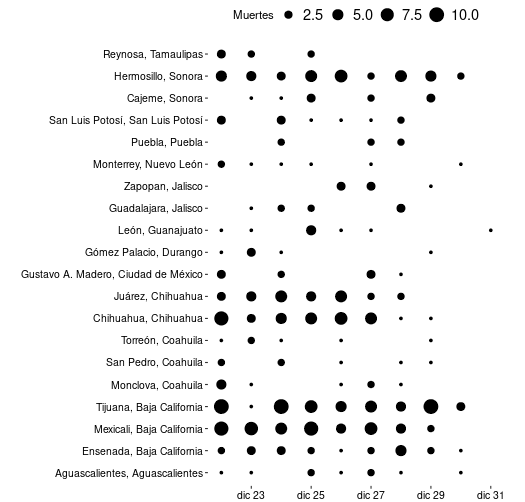 Muertes 2.5 5.0 7.5 10.0
Reynosa, Tamaulipas
Hermosillo, Sonora
Cajeme, Sonora
San Luis Potosí, San Luis Potosí
Puebla, Puebla
Monterrey, Nuevo León
Zapopan, Jalisco
Guadalajara, Jalisco
León, Guanajuato
Gómez Palacio, Durango
Gustavo A. Madero, Ciudad de México
Juárez, Chihuahua
Chihuahua, Chihuahua
Torreón, Coahuila
San Pedro, Coahuila
Monclova, Coahuila
Tijuana, Baja California
Mexicali, Baja California
Ensenada, Baja California
Aguascalientes, Aguascalientes
dic 23 dic 25 dic 27 dic 29 dic 31